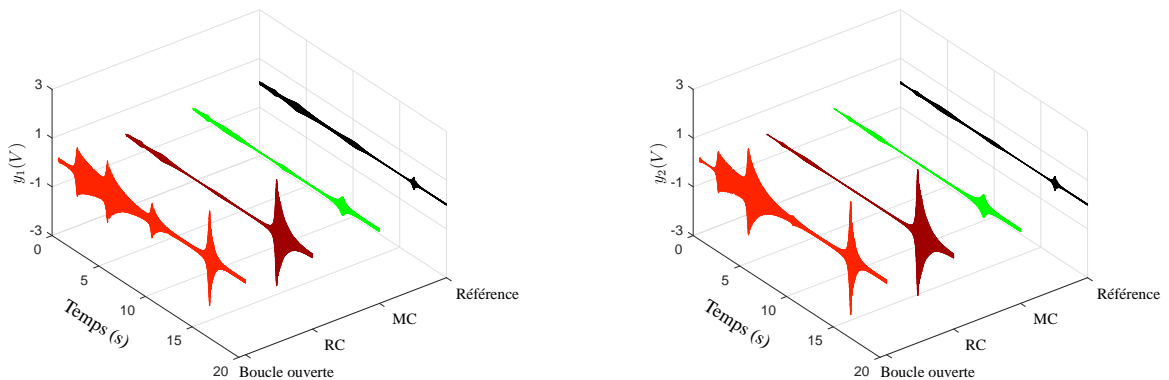 3
1
-1
-3
y₁(V)
0
5
10
15
20
Temps (s)
Boucle ouverte
RC
MC
Référence
3
1
-1
-3
y₂(V)
0
5
10
15
20
Temps (s)
Boucle ouverte
RC
MC
Référence